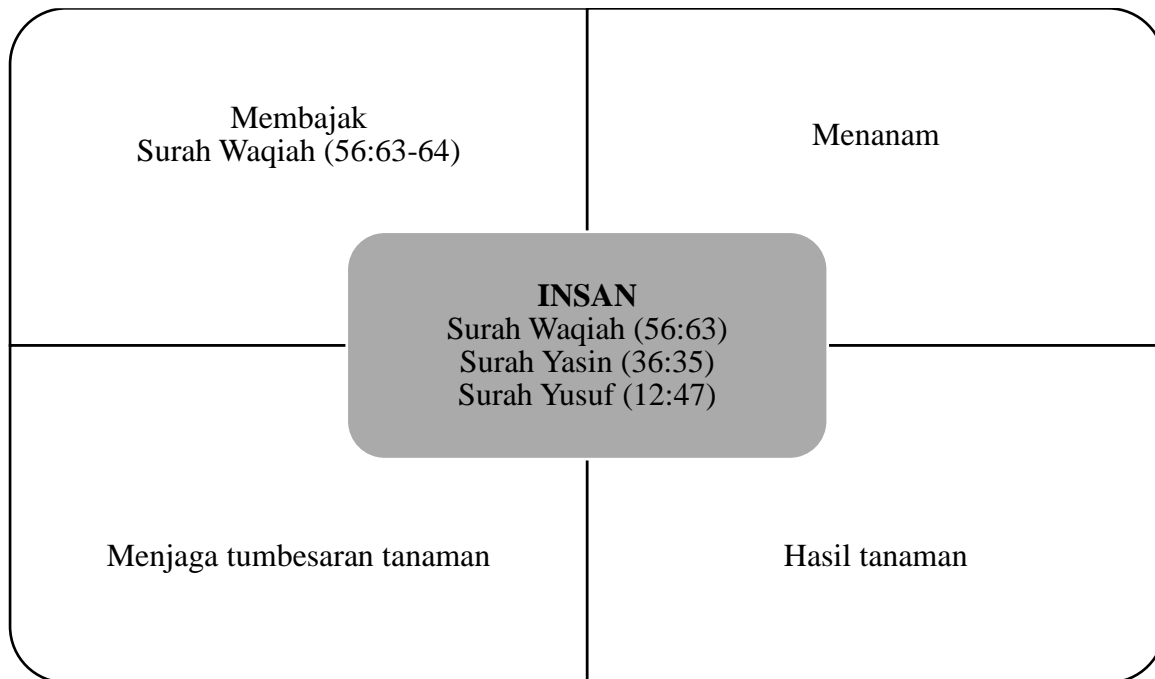 Membajak
Surah Waqiah (56:63-64)
Menanam
INSAN
Surah Waqiah (56:63)
Surah Yasin (36:35)
Surah Yusuf (12:47)
Menjaga tumbesaran tanaman
Hasil tanaman